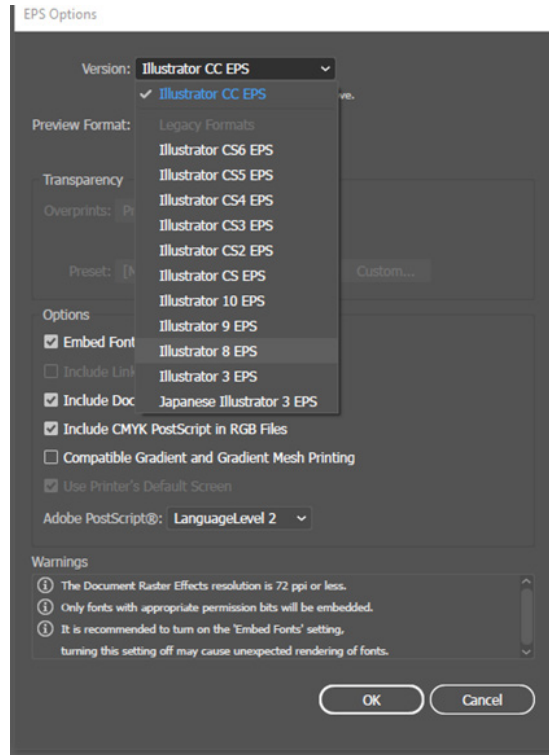 EPS Options
Version: Illustrator CC EPS
Illustrator CC EPS
Preview Format:
Legacy Formats
Illustrator CS6 EPS
Illustrator CS5 EPS
Transparency
Illustrator CS4 EPS
Overprints:
Illustrator CS3 EPS
Illustrator CS2 EPS
Preset: Illustrator CS EPS Custom...
Illustrator 10 EPS
Options
Illustrator 9 EPS
Embed Font
Illustrator 8 EPS
Include Link
Illustrator 3 EPS
Include Doc
Japanese Illustrator 3 EPS
Include CMYK PostScript in RGB Files
Compatible Gradient and Gradient Mesh Printing
Use Printer's Default Screen
Adobe PostScript®: LanguageLevel 2
Warnings
The Document Raster Effects resolution is 72 ppi or less.
Only fonts with appropriate permission bits will be embedded.
It is recommended to turn on the 'Embed Fonts' setting,
turning this setting off may cause unexpected rendering of fonts.
OK Cancel